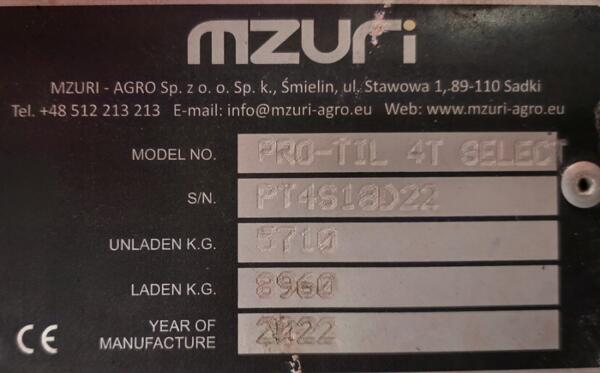 mzuri
MZURI - AGRO Sp. z o. o. Sp. k., Śmielin, ul. Stawowa 1, 89-110 Sadki
Tel. +48 512 213 213 E-mail: info@mzuri-agro.eu Web: www.mzuri-agro.eu
MODEL NO. PRO-TIL 4T SELECT
S/N. PT4S18D22
UNLADEN K.G. 5710
LADEN K.G. 8960
CE YEAR OF
MANUFACTURE 2022